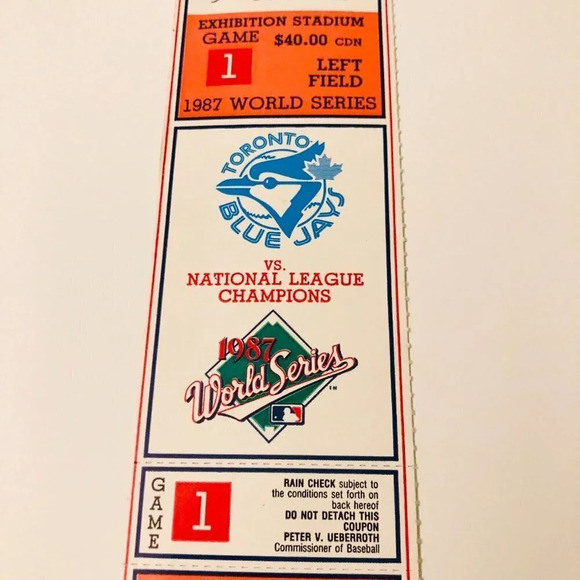 EXHIBITION STADIUM
GAME $40.00 CDN
1
LEFT
FIELD
1987 WORLD SERIES
TORONTO
BLUE JAYS
VS.
NATIONAL LEAGUE
CHAMPIONS
1987
World Series
TM
GAME
1
RAIN CHECK subject to
the conditions set forth on
back hereof
DO NOT DETACH THIS
COUPON
PETER V. UEBERROTH
Commissioner of Baseball